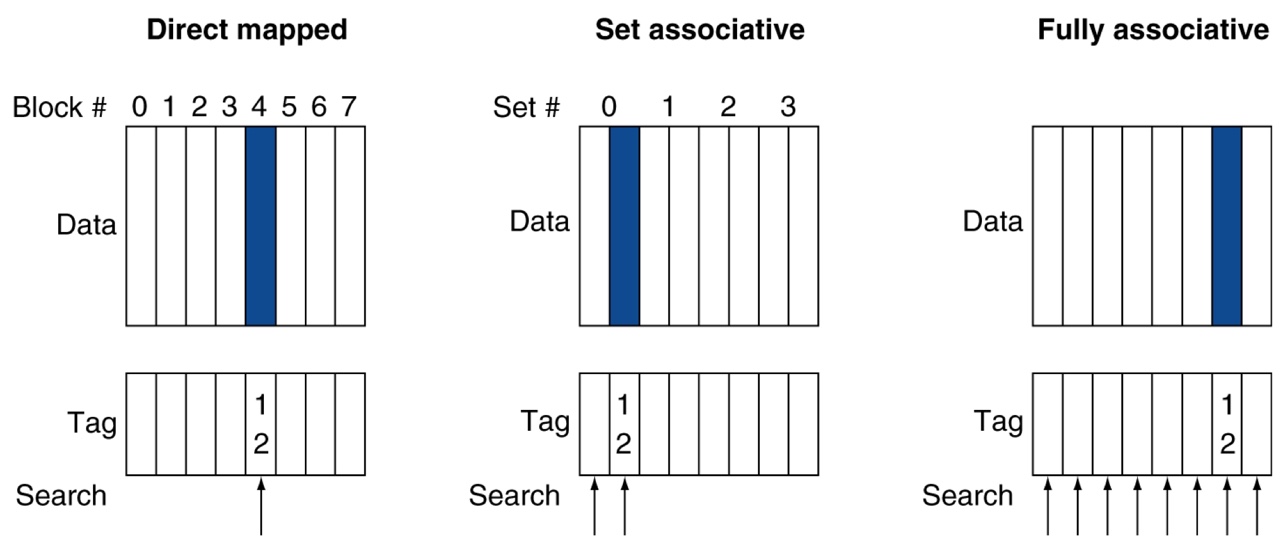 Direct mapped
Block # 0 1 2 3 4 5 6 7
Data
Tag
1
2
Search
Set associative
Set # 0 1 2 3
Data
Tag
1
2
Search
Fully associative
Data
Tag
1
2
Search